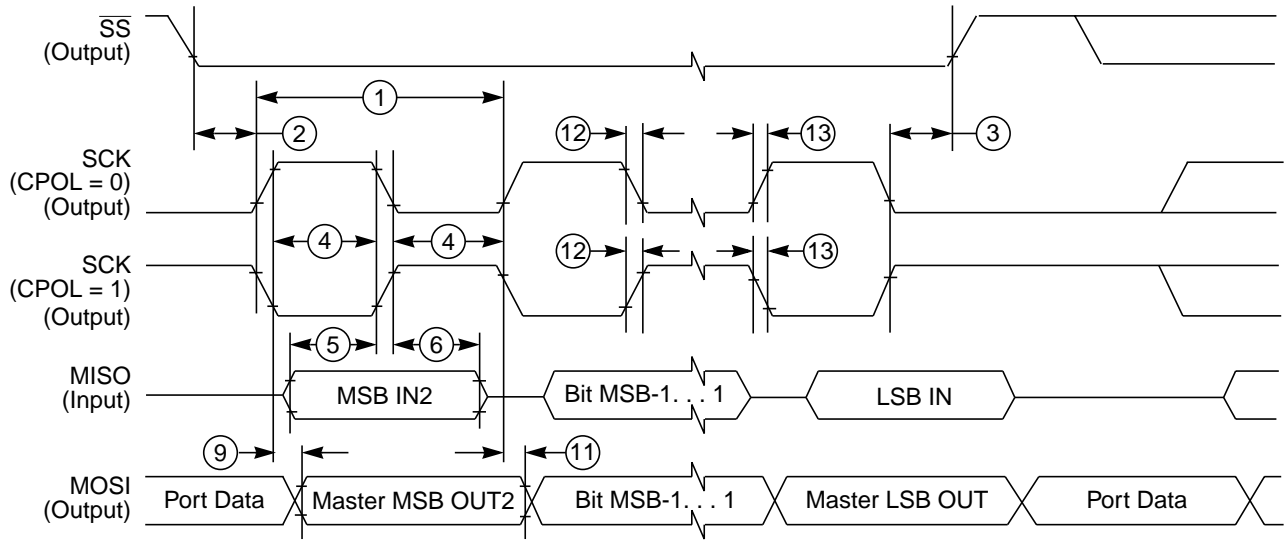 SS
(Output)
1
2
12
13
3
SCK
(CPOL = 0)
(Output)
4
4
SCK
(CPOL = 1)
(Output)
12
13
5
6
MISO
(Input)
MSB IN2
Bit MSB-1. . . 1
LSB IN
9
11
MOSI
(Output)
Port Data
Master MSB OUT2
Bit MSB-1. . . 1
Master LSB OUT
Port Data